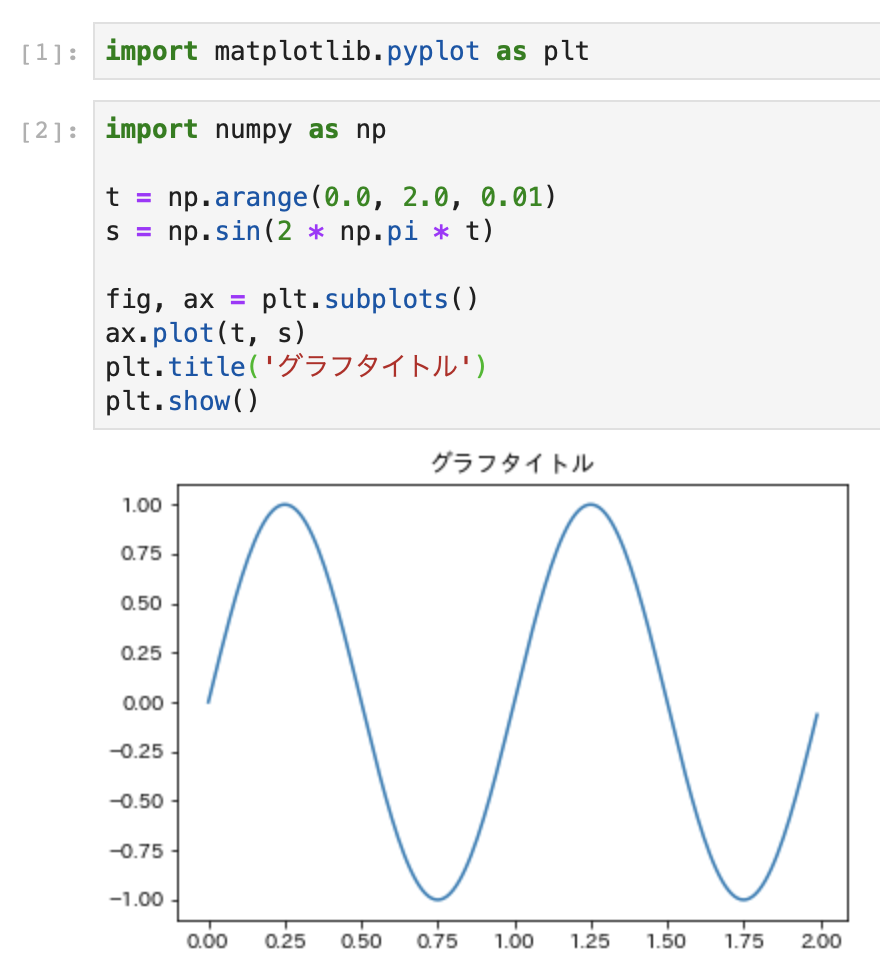 [1]: import matplotlib.pyplot as plt
[2]: import numpy as np
t = np.arange(0.0, 2.0, 0.01)
s = np.sin(2 * np.pi * t)
fig, ax = plt.subplots()
ax.plot(t, s)
plt.title('グラフタイトル')
plt.show()
グラフタイトル
1.00
0.75
0.50
0.25
0.00
−0.25
−0.50
−0.75
−1.00
0.00 0.25 0.50 0.75 1.00 1.25 1.50 1.75 2.00